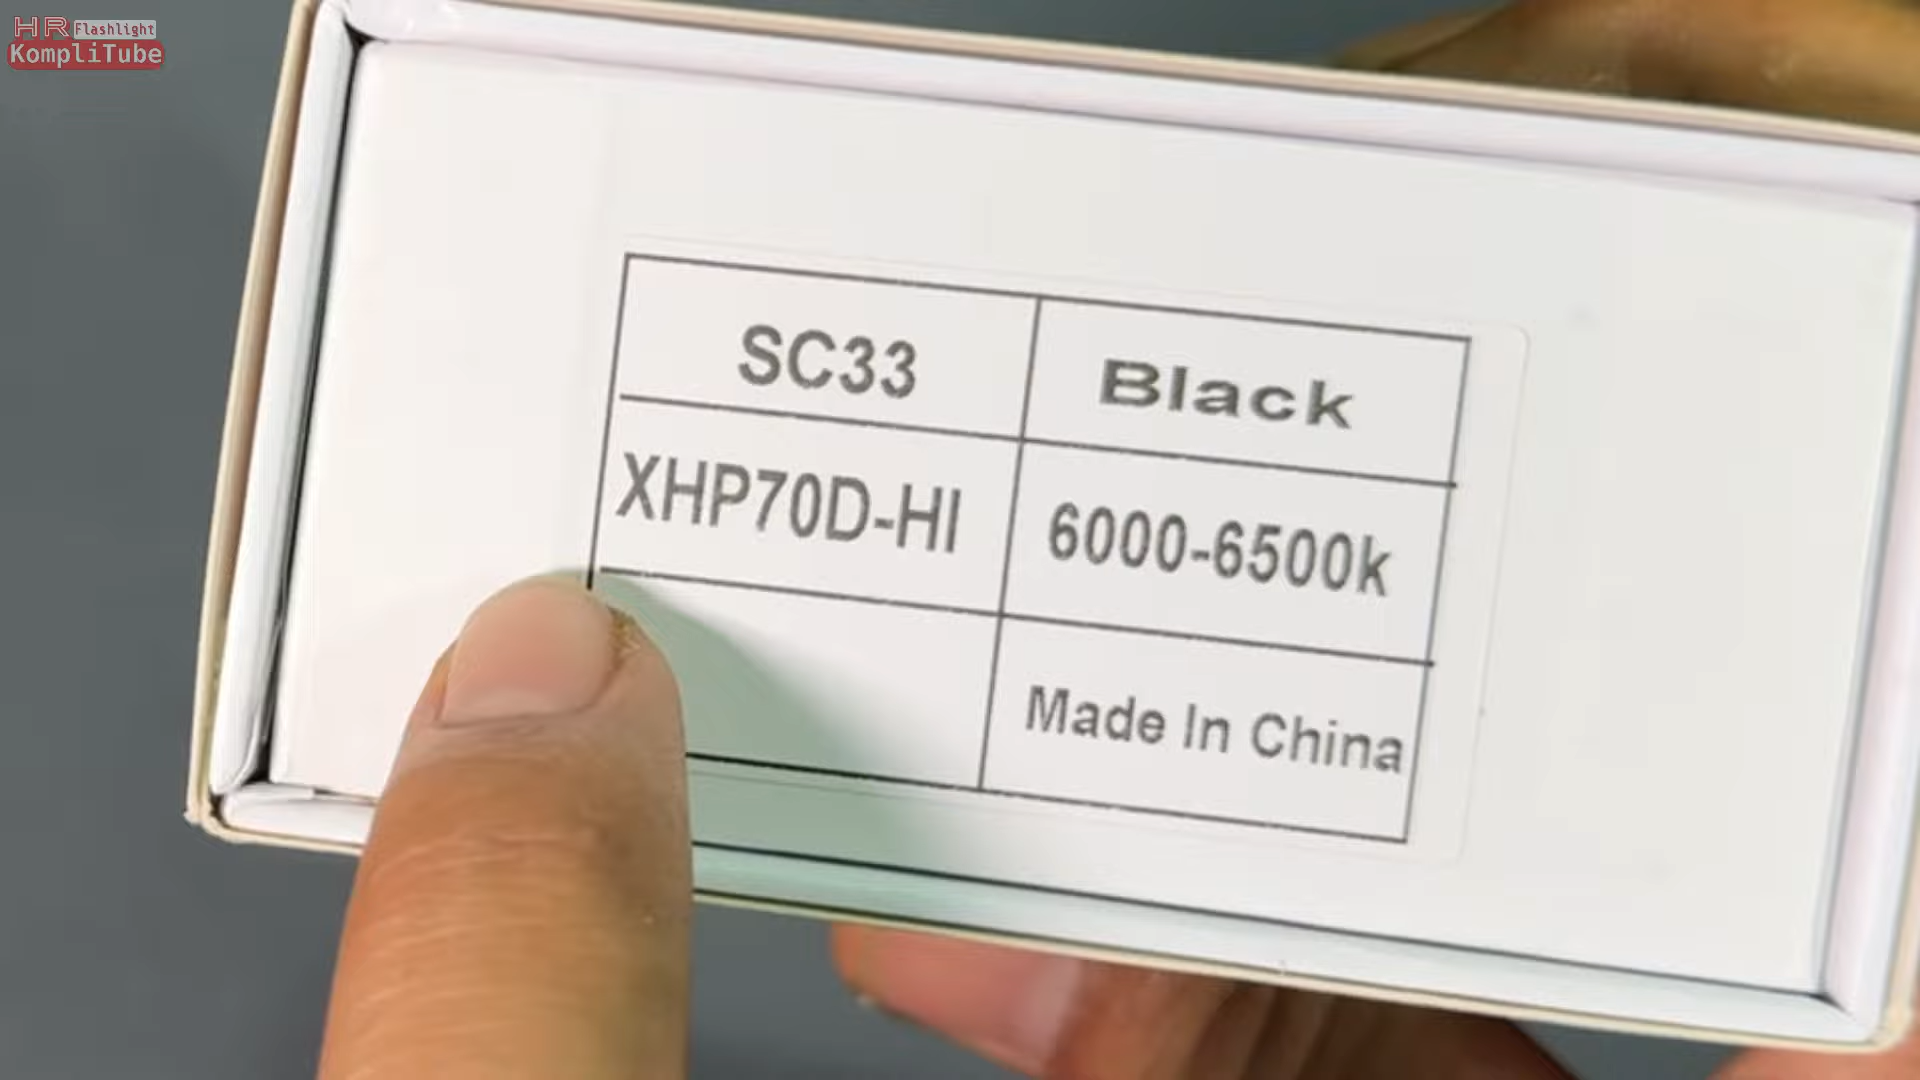 HR Flashlight
KompliTube
SC33 Black
XHP70D-HI 6000-6500k
Made In China